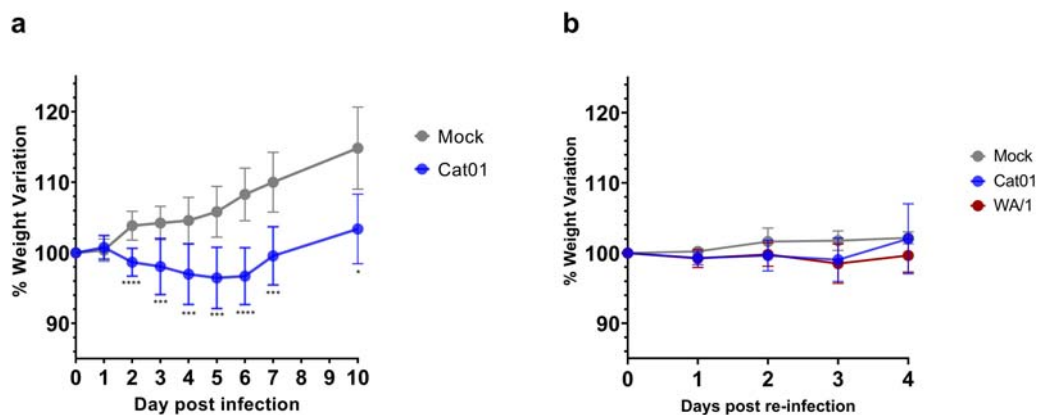 a
% Weight Variation
120
110
100
90
**** *** *** *** **** *** *
0 1 2 3 4 5 6 7 8 9 10
Day post infection
Mock
Cat01
b
% Weight Variation
120
110
100
90
0 1 2 3 4
Days post re-infection
Mock
Cat01
WA/1